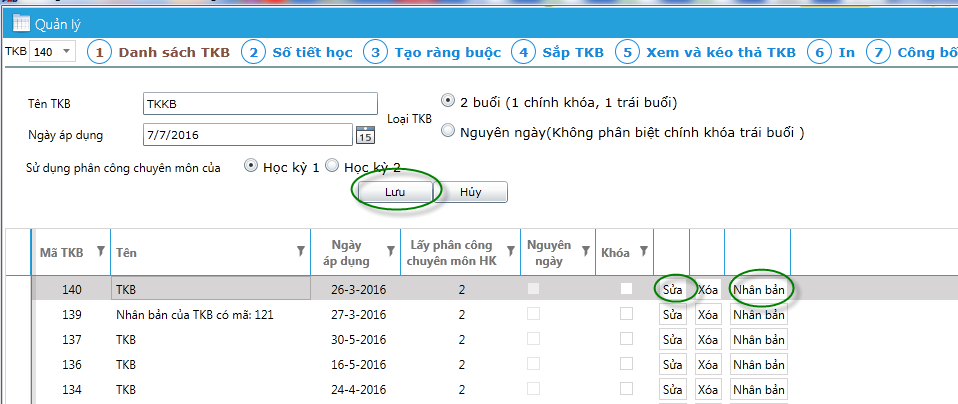 Quản lý
TKB 140 1 Danh sách TKB 2 Số tiết học 3 Tạo ràng buộc 4 Sắp TKB 5 Xem và kéo thả TKB 6 In 7 Công bố
Tên TKB TKKB
Ngày áp dụng 7/7/2016 15
Loại TKB
2 buổi (1 chính khóa, 1 trái buổi)
Nguyên ngày(Không phân biệt chính khóa trái buổi )
Sử dụng phân công chuyên môn của Học kỳ 1 Học kỳ 2
Lưu Hủy
Mã TKB Tên Ngày áp dụng Lấy phân công chuyên môn HK Nguyên ngày Khóa
140 TKB 26-3-2016 2 Sửa Xóa Nhân bản
139 Nhân bản của TKB có mã: 121 27-3-2016 2 Sửa Xóa Nhân bản
137 TKB 30-5-2016 2 Sửa Xóa Nhân bản
136 TKB 16-5-2016 2 Sửa Xóa Nhân bản
134 TKB 24-4-2016 2 Sửa Xóa Nhân bản